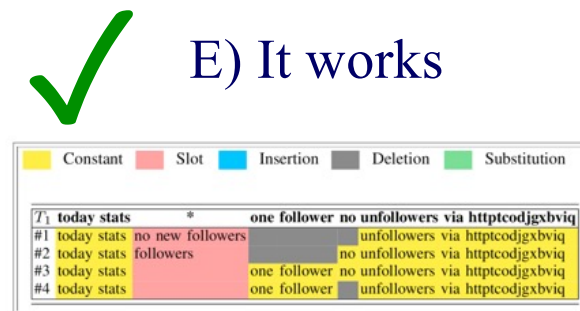 E) It works
Constant Slot Insertion Deletion Substitution
T1 today stats * one follower no unfollowers via httptcodjgxbviq
#1 today stats no new followers unfollowers via httptcodjgxbviq
#2 today stats followers no unfollowers via httptcodjgxbviq
#3 today stats one follower no unfollowers via httptcodjgxbviq
#4 today stats one follower unfollowers via httptcodjgxbviq